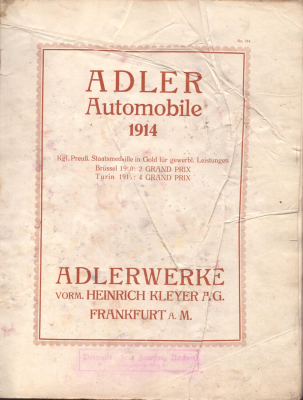 ADLER
Automobile
1914
Kgl. Preuß. Staatsmedaille in Gold für gewerbl. Leistungen
Brüssel 1910: 2 GRAND PRIX
Turin 1911: 4 GRAND PRIX
ADLERWERKE
VORM. HEINRICH KLEYER A.G.
FRANKFURT A. M.